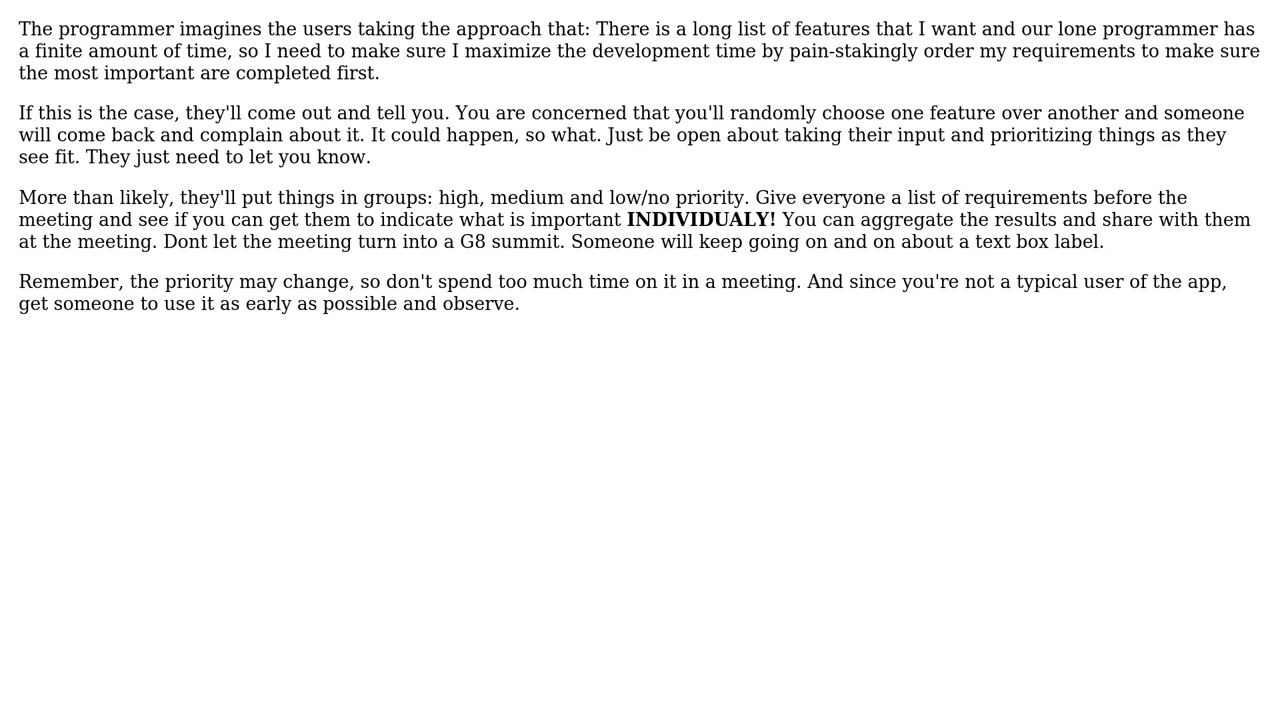 The programmer imagines the users taking the approach that: There is a long list of features that I want and our lone programmer has
a finite amount of time, so I need to make sure I maximize the development time by pain-stakingly order my requirements to make sure
the most important are completed first.
If this is the case, they'll come out and tell you. You are concerned that you'll randomly choose one feature over another and someone
will come back and complain about it. It could happen, so what. Just be open about taking their input and prioritizing things as they
see fit. They just need to let you know.
More than likely, they'll put things in groups: high, medium and low/no priority. Give everyone a list of requirements before the
meeting and see if you can get them to indicate what is important INDIVIDUALY! You can aggregate the results and share with them
at the meeting. Dont let the meeting turn into a G8 summit. Someone will keep going on and on about a text box label.
Remember, the priority may change, so don't spend too much time on it in a meeting. And since you're not a typical user of the app,
get someone to use it as early as possible and observe.